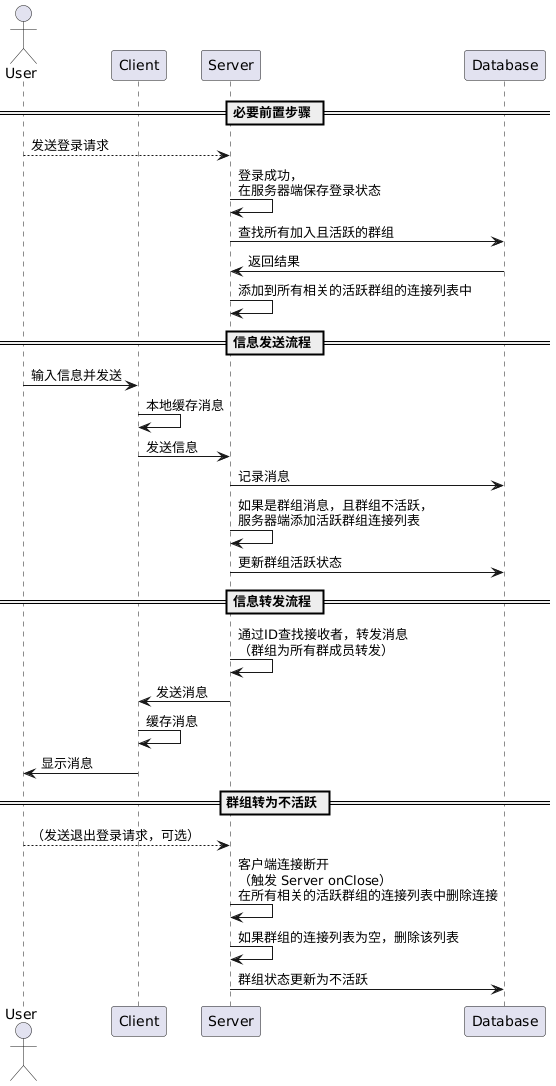 User
Client
Server
Database
必要前置步骤
发送登录请求
登录成功，
在服务器端保存登录状态
查找所有加入且活跃的群组
返回结果
添加到所有相关的活跃群组的连接列表中
信息发送流程
输入信息并发送
本地缓存消息
发送信息
记录消息
如果是群组消息，且群组不活跃，
服务器端添加活跃群组连接列表
更新群组活跃状态
信息转发流程
通过ID查找接收者，转发消息
（群组为所有群成员转发）
发送消息
缓存消息
显示消息
群组转为不活跃
（发送退出登录请求，可选）
客户端连接断开
（触发 Server onClose）
在所有相关的活跃群组的连接列表中删除连接
如果群组的连接列表为空，删除该列表
群组状态更新为不活跃
User
Client
Server
Database